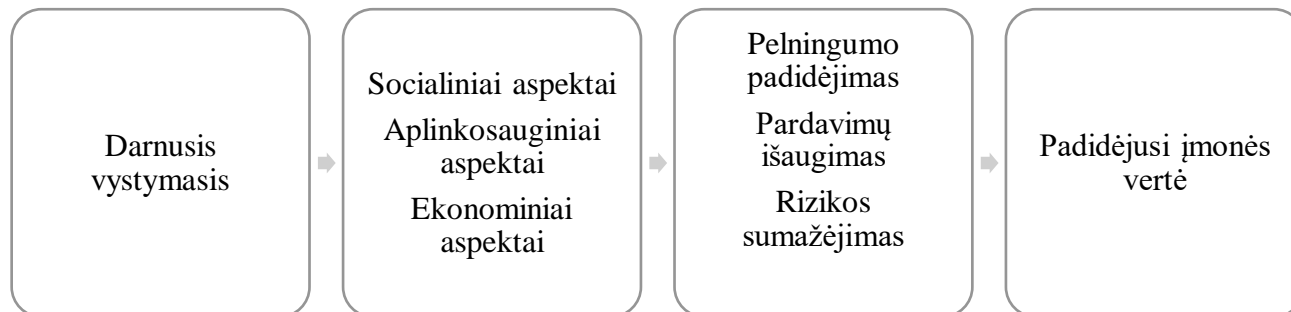 Darnusis
vystymasis
Socialiniai aspektai
Aplinkosauginiai
aspektai
Ekonominiai
aspektai
Pelningumo
padidėjimas
Pardavimų
išaugimas
Rizikos
sumažėjimas
Padidėjusi įmonės
vertė